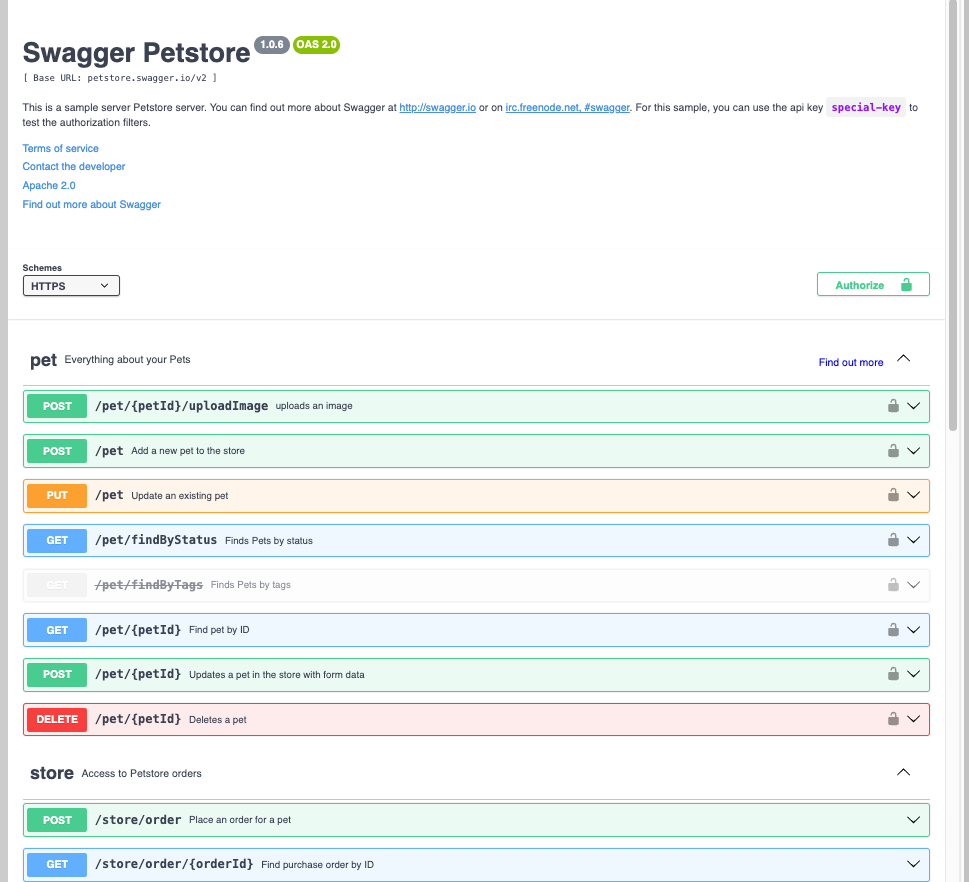 Swagger Petstore 1.0.6 OAS 2.0
[ Base URL: petstore.swagger.io/v2 ]
This is a sample server Petstore server. You can find out more about Swagger at http://swagger.io or on irc.freenode.net, #swagger. For this sample, you can use the api key special-key to
test the authorization filters.
Terms of service
Contact the developer
Apache 2.0
Find out more about Swagger
Schemes
HTTPS
Authorize
pet Everything about your Pets Find out more
POST /pet/{petId}/uploadImage uploads an image
POST /pet Add a new pet to the store
PUT /pet Update an existing pet
GET /pet/findByStatus Finds Pets by status
GET /pet/findByTags Finds Pets by tags
GET /pet/{petId} Find pet by ID
POST /pet/{petId} Updates a pet in the store with form data
DELETE /pet/{petId} Deletes a pet
store Access to Petstore orders
POST /store/order Place an order for a pet
GET /store/order/{orderId} Find purchase order by ID